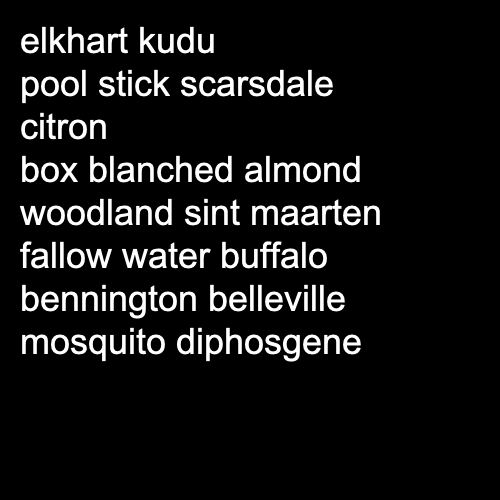 elkhart kudu
pool stick scarsdale
citron
box blanched almond
woodland sint maarten
fallow water buffalo
bennington belleville
mosquito diphosgene